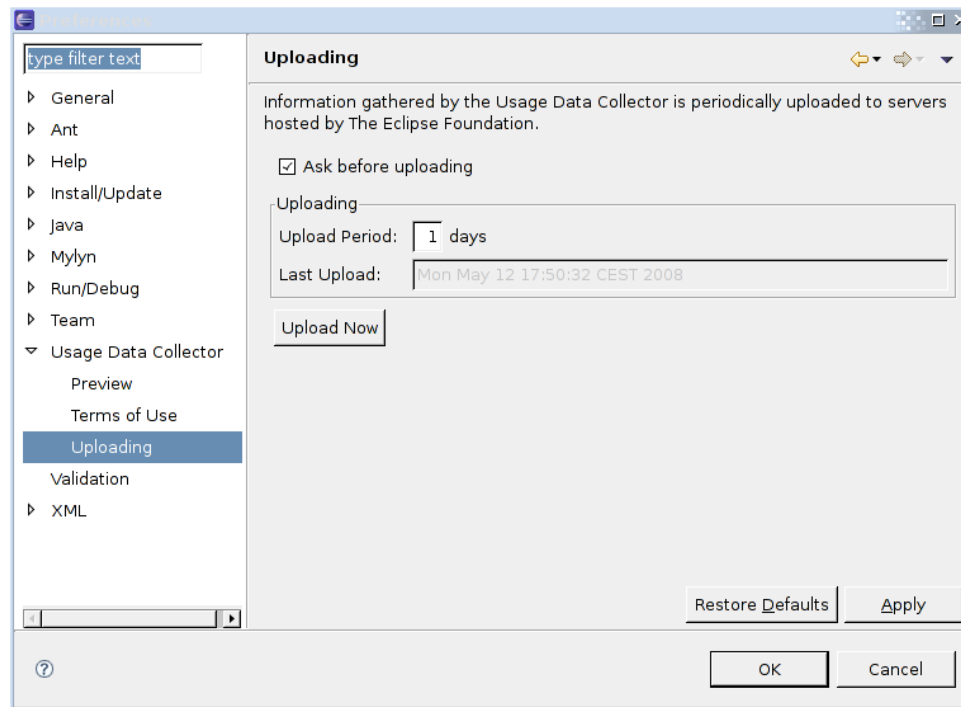 Preferences
type filter text
General
Ant
Help
Install/Update
Java
Mylyn
Run/Debug
Team
Usage Data Collector
Preview
Terms of Use
Uploading
Validation
XML
Uploading
Information gathered by the Usage Data Collector is periodically uploaded to servers
hosted by The Eclipse Foundation.
Ask before uploading
Uploading
Upload Period: 1 days
Last Upload: Mon May 12 17:50:32 CEST 2008
Upload Now
Restore Defaults
Apply
OK
Cancel